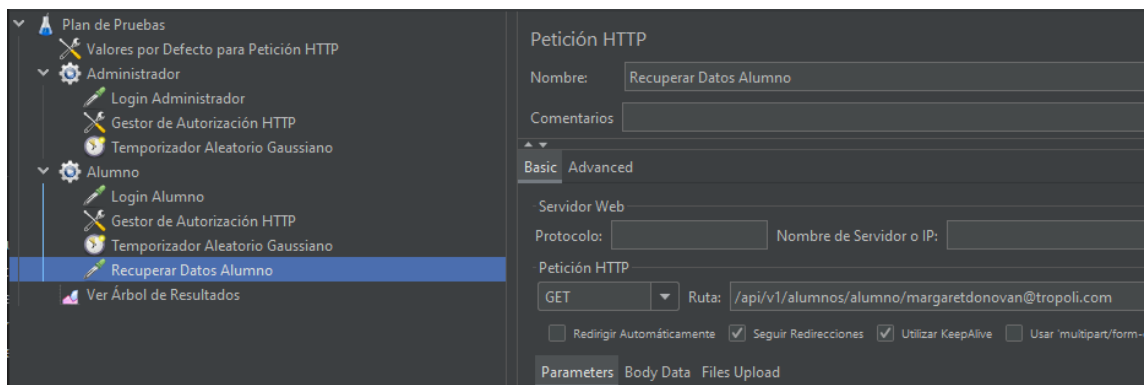 Plan de Pruebas
Valores por Defecto para Petición HTTP
Administrador
Login Administrador
Gestor de Autorización HTTP
Temporizador Aleatorio Gaussiano
Alumno
Login Alumno
Gestor de Autorización HTTP
Temporizador Aleatorio Gaussiano
Recuperar Datos Alumno
Ver Árbol de Resultados
Petición HTTP
Nombre: Recuperar Datos Alumno
Comentarios
Basic Advanced
Servidor Web
Protocolo: Nombre de Servidor o IP:
Petición HTTP
GET Ruta: /api/v1/alumnos/alumno/margaretdonovan@tropoli.com
Redirigir Automáticamente Seguir Redirecciones Utilizar KeepAlive Usar 'multipart/form-
Parameters Body Data Files Upload